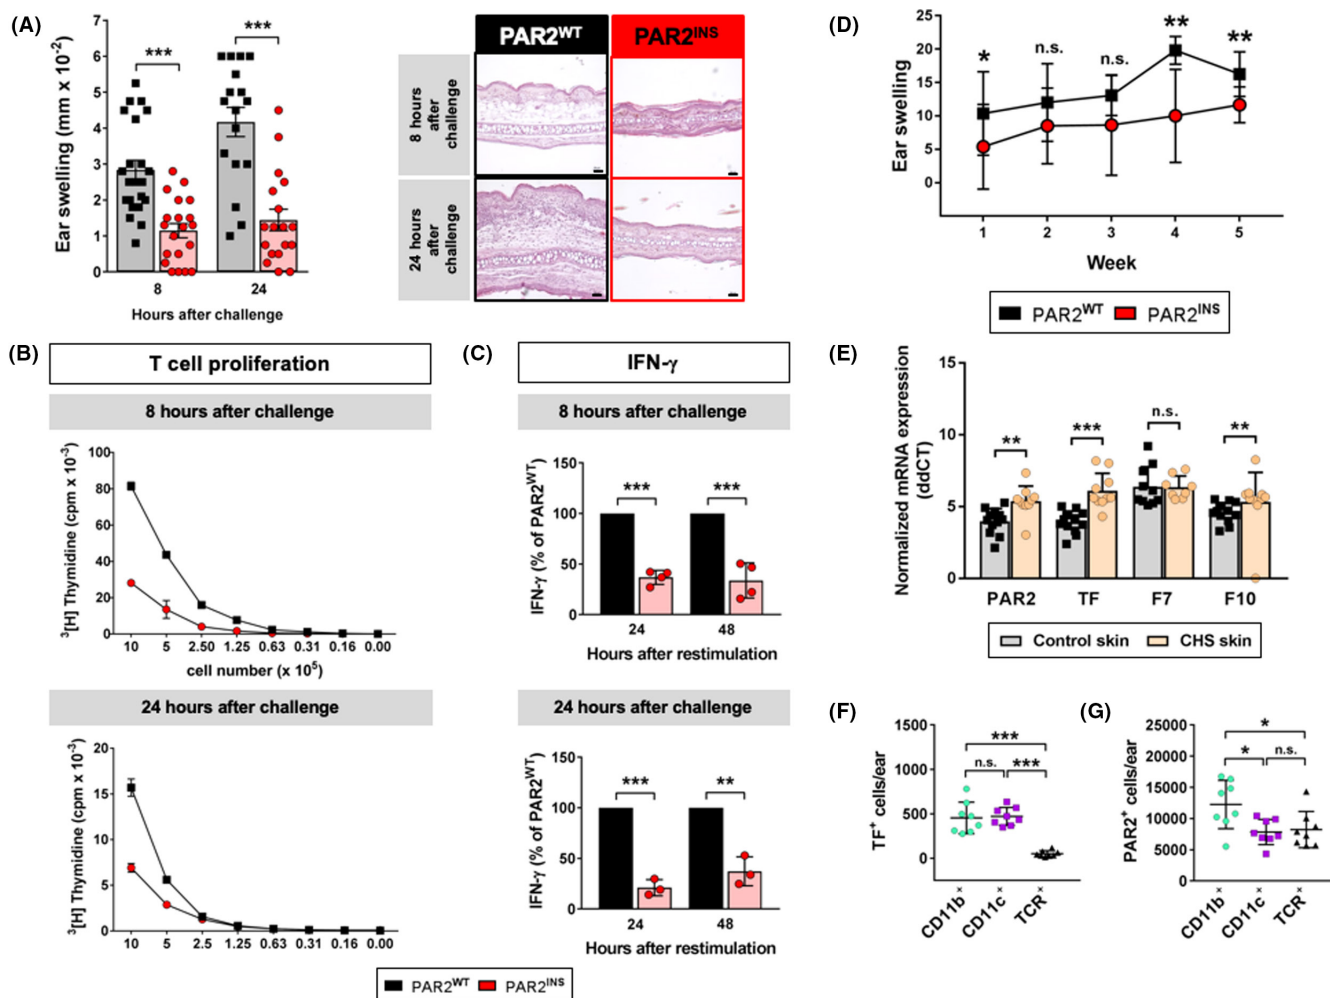 (A)
Ear swelling (mm x 10⁻²)
7
6
5
4
3
2
1
0
***
***
8
24
Hours after challenge
PAR2ᵂᵀ
PAR2ᴵᴺˢ
8 hours
after
challenge
24 hours
after
challenge
(D)
Ear swelling
25
20
15
10
5
0
*
n.s.
n.s.
**
**
1
2
3
4
5
Week
PAR2ᵂᵀ
PAR2ᴵᴺˢ
(B)
T cell proliferation
8 hours after challenge
³[H] Thymidine (cpm x 10⁻³)
100
80
60
40
20
0
10
5
2.50
1.25
0.63
0.31
0.16
0.00
cell number (x 10⁵)
24 hours after challenge
³[H] Thymidine (cpm x 10⁻³)
20
15
10
5
0
10
5
2.5
1.25
0.63
0.31
0.16
0.00
(C)
IFN-γ
8 hours after challenge
IFN-γ (% of PAR2ᵂᵀ)
150
100
50
0
***
***
24
48
Hours after restimulation
24 hours after challenge
IFN-γ (% of PAR2ᵂᵀ)
150
100
50
0
***
**
24
48
Hours after restimulation
PAR2ᵂᵀ
PAR2ᴵᴺˢ
(E)
Normalized mRNA expression
(ddCT)
15
10
5
0
**
***
n.s.
**
PAR2
TF
F7
F10
Control skin
CHS skin
(F)
TF⁺ cells/ear
1500
1000
500
0
***
n.s.
***
CD11b⁺
CD11c⁺
TCR⁺
(G)
PAR2⁺ cells/ear
25000
20000
15000
10000
5000
0
*
*
n.s.
CD11b⁺
CD11c⁺
TCR⁺